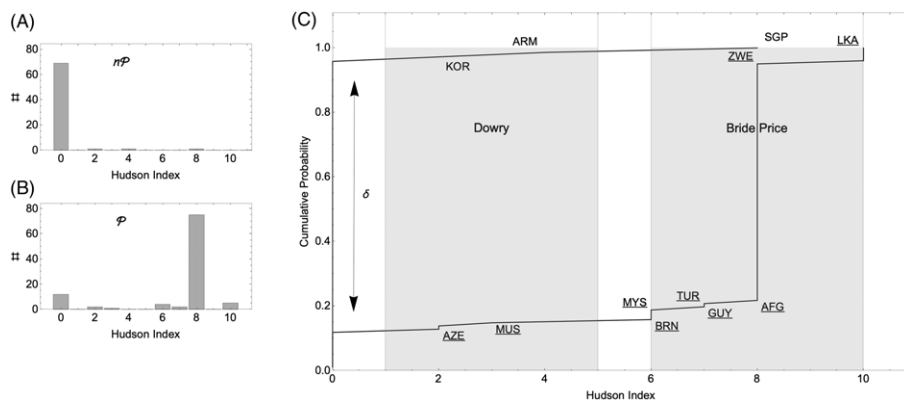 (A)
nP
80
60
40
20
0
#
0 2 4 6 8 10
Hudson Index
(B)
P
80
60
40
20
0
#
0 2 4 6 8 10
Hudson Index
(C)
ARM
SGP
LKA
1.0
KOR
ZWE
0.8
Dowry
Bride Price
Cumulative Probability
0.6
δ
0.4
TUR
MYS
0.2
AFG
GUY
BRN
AZE
MUS
0.0
0 2 4 6 8 10
Hudson Index